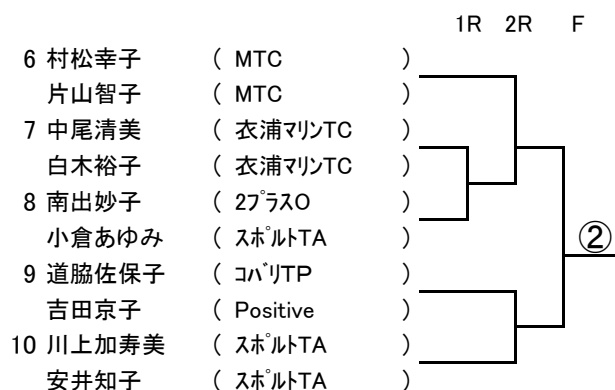 1R 2R F
6 村松幸子 ( MTC )
片山智子 ( MTC )
7 中尾清美 ( 衣浦マリンTC )
白木裕子 ( 衣浦マリンTC )
8 南出妙子 ( 2プラスO )
小倉あゆみ ( スポルトTA )
②
9 道脇佐保子 ( コバリTP )
吉田京子 ( Positive )
10 川上加寿美 ( スポルトTA )
安井知子 ( スポルトTA )